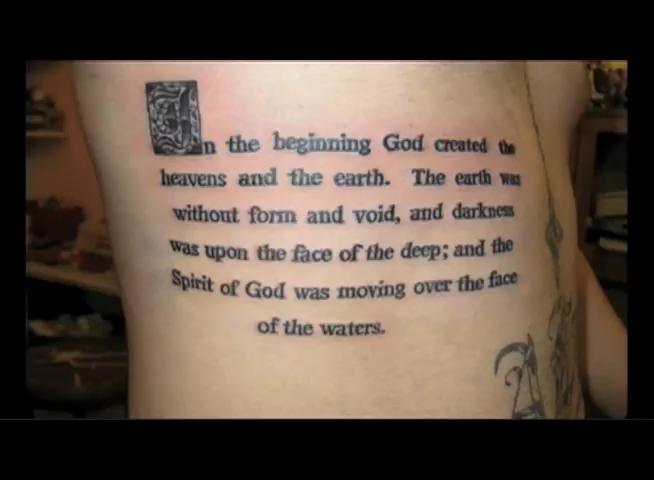 In the beginning God created the
heavens and the earth. The earth was
without form and void, and darkness
was upon the face of the deep; and the
Spirit of God was moving over the face
of the waters.